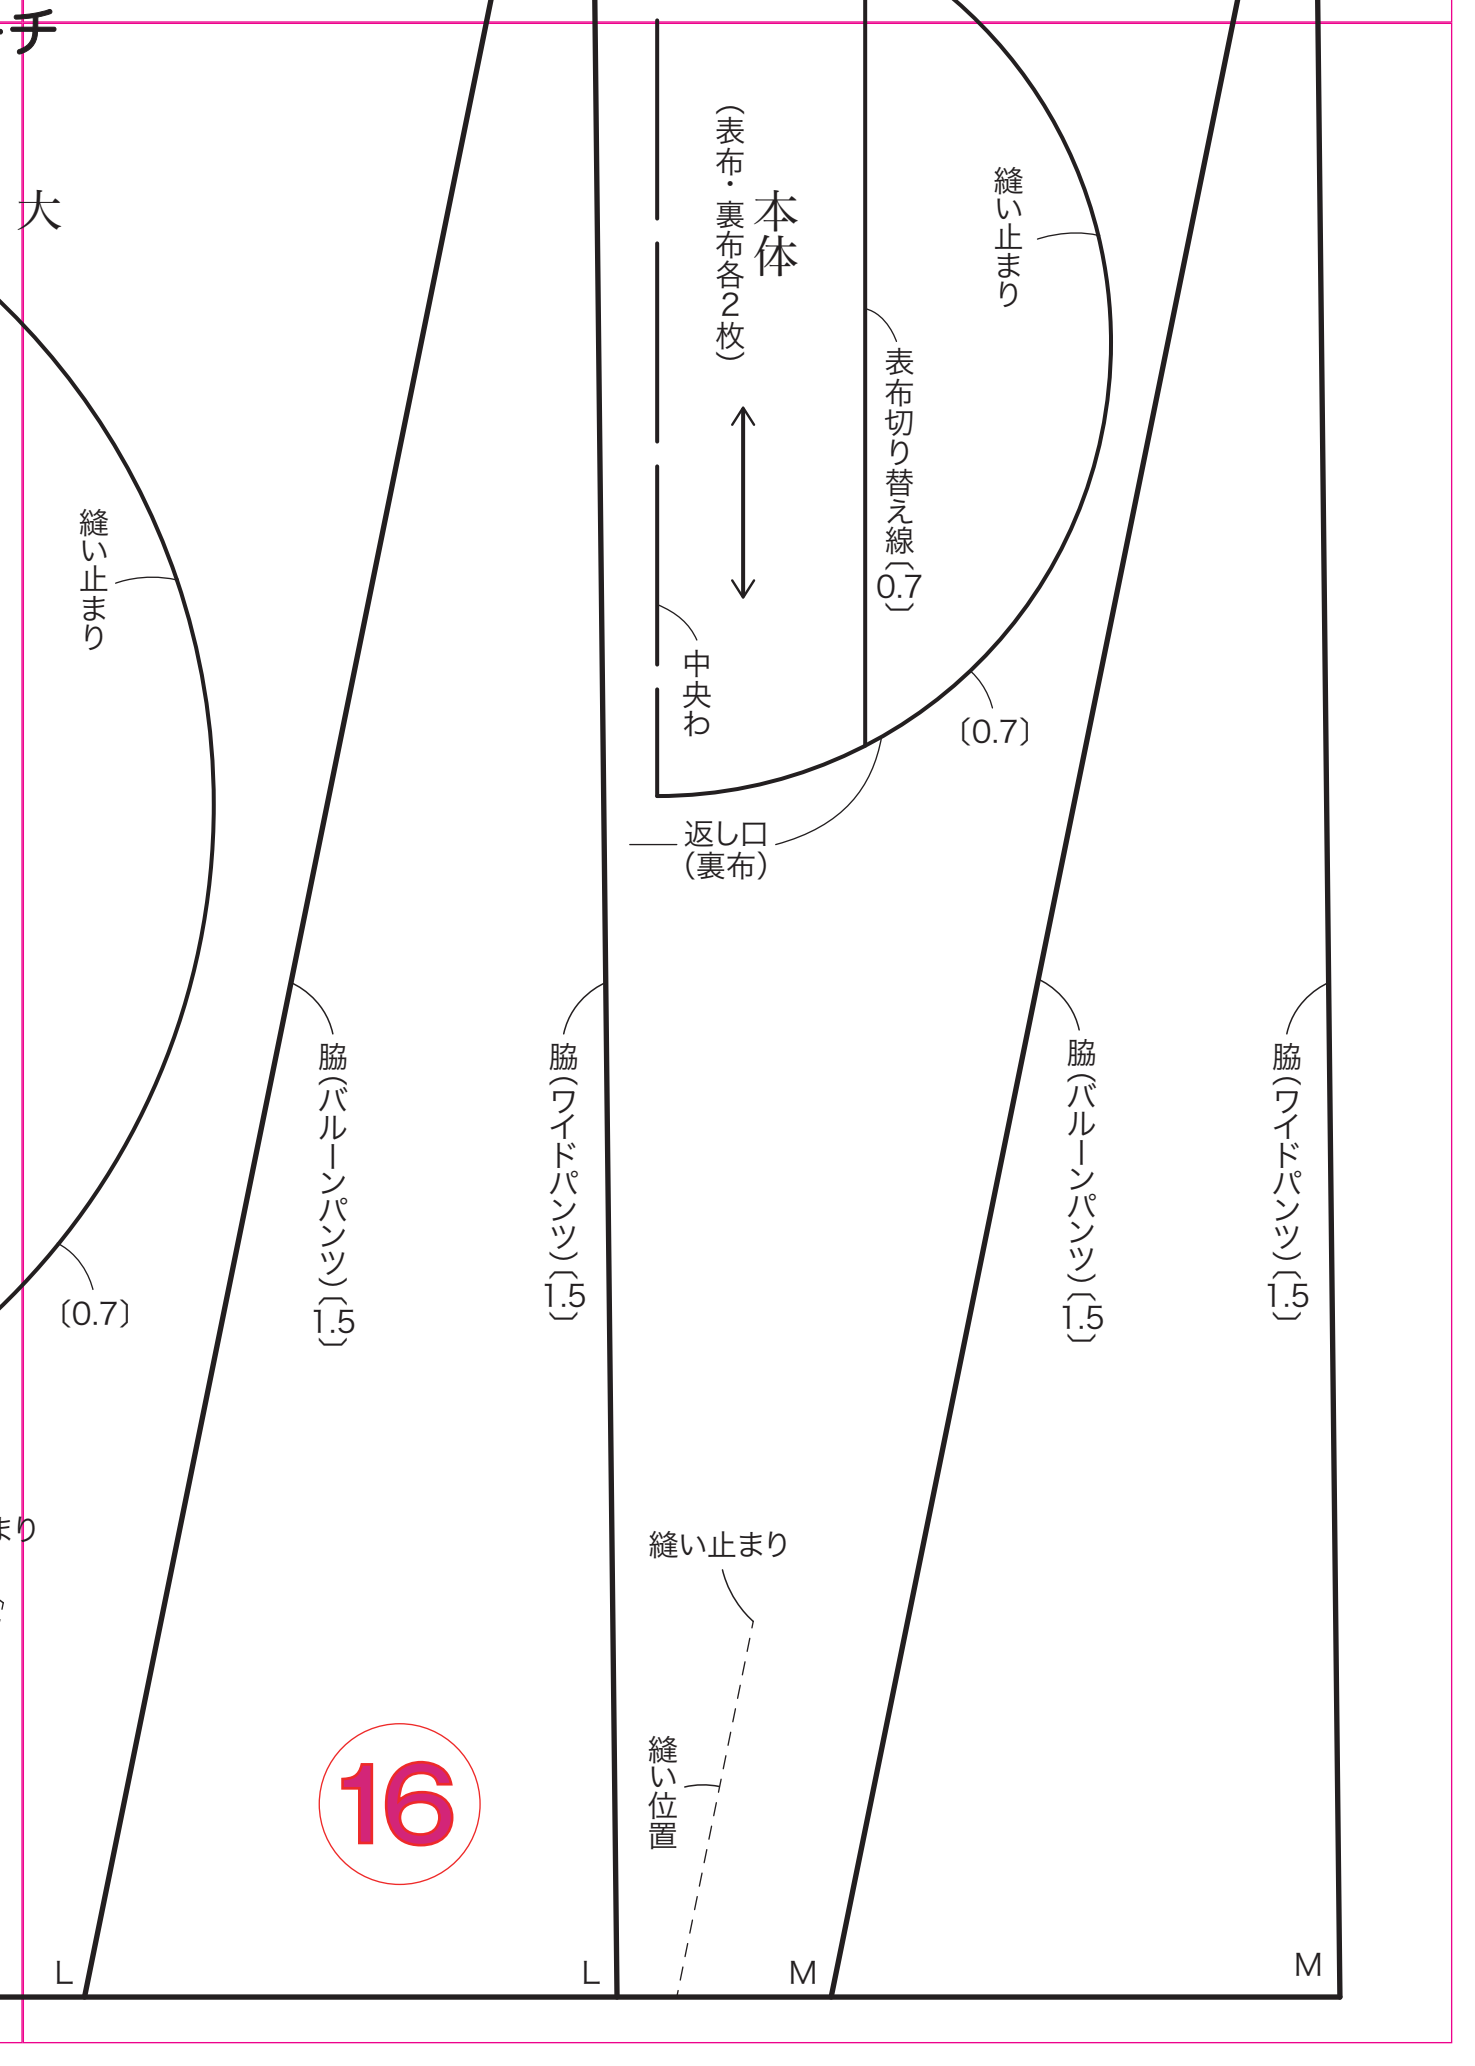 チ
大
本体
（表布・裏布各2枚）
縫い止まり
表布切り替え線〔0.7〕
縫い止まり
中央わ
〔0.7〕
返し口
（裏布）
脇（バルーンパンツ）〔1.5〕
脇（ワイドパンツ）〔1.5〕
脇（バルーンパンツ）〔1.5〕
脇（ワイドパンツ）〔1.5〕
〔0.7〕
まり
縫い止まり
縫い位置
16
L
L
M
M